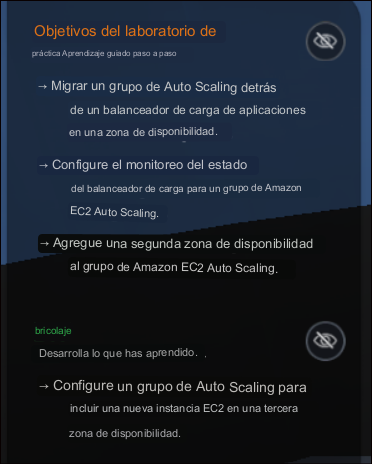 Objetivos del laboratorio de
práctica Aprendizaje guiado paso a paso
→ Migrar un grupo de Auto Scaling detrás
de un balanceador de carga de aplicaciones
en una zona de disponibilidad.
→ Configure el monitoreo del estado
del balanceador de carga para un grupo de Amazon
EC2 Auto Scaling.
→ Agregue una segunda zona de disponibilidad
al grupo de Amazon EC2 Auto Scaling.
bricolaje
Desarrolla lo que has aprendido. .
→ Configure un grupo de Auto Scaling para
incluir una nueva instancia EC2 en una tercera
zona de disponibilidad.